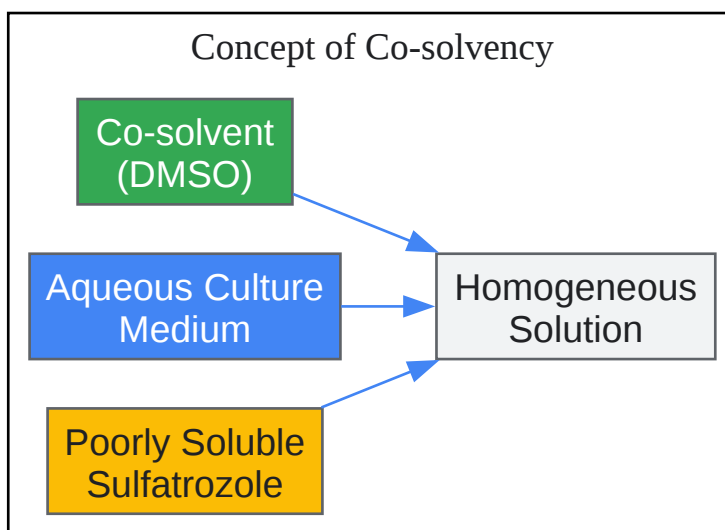 Concept of Co-solvency
Co-solvent
(DMSO)
Aqueous Culture
Medium
Homogeneous
Solution
Poorly Soluble
Sulfatrozole